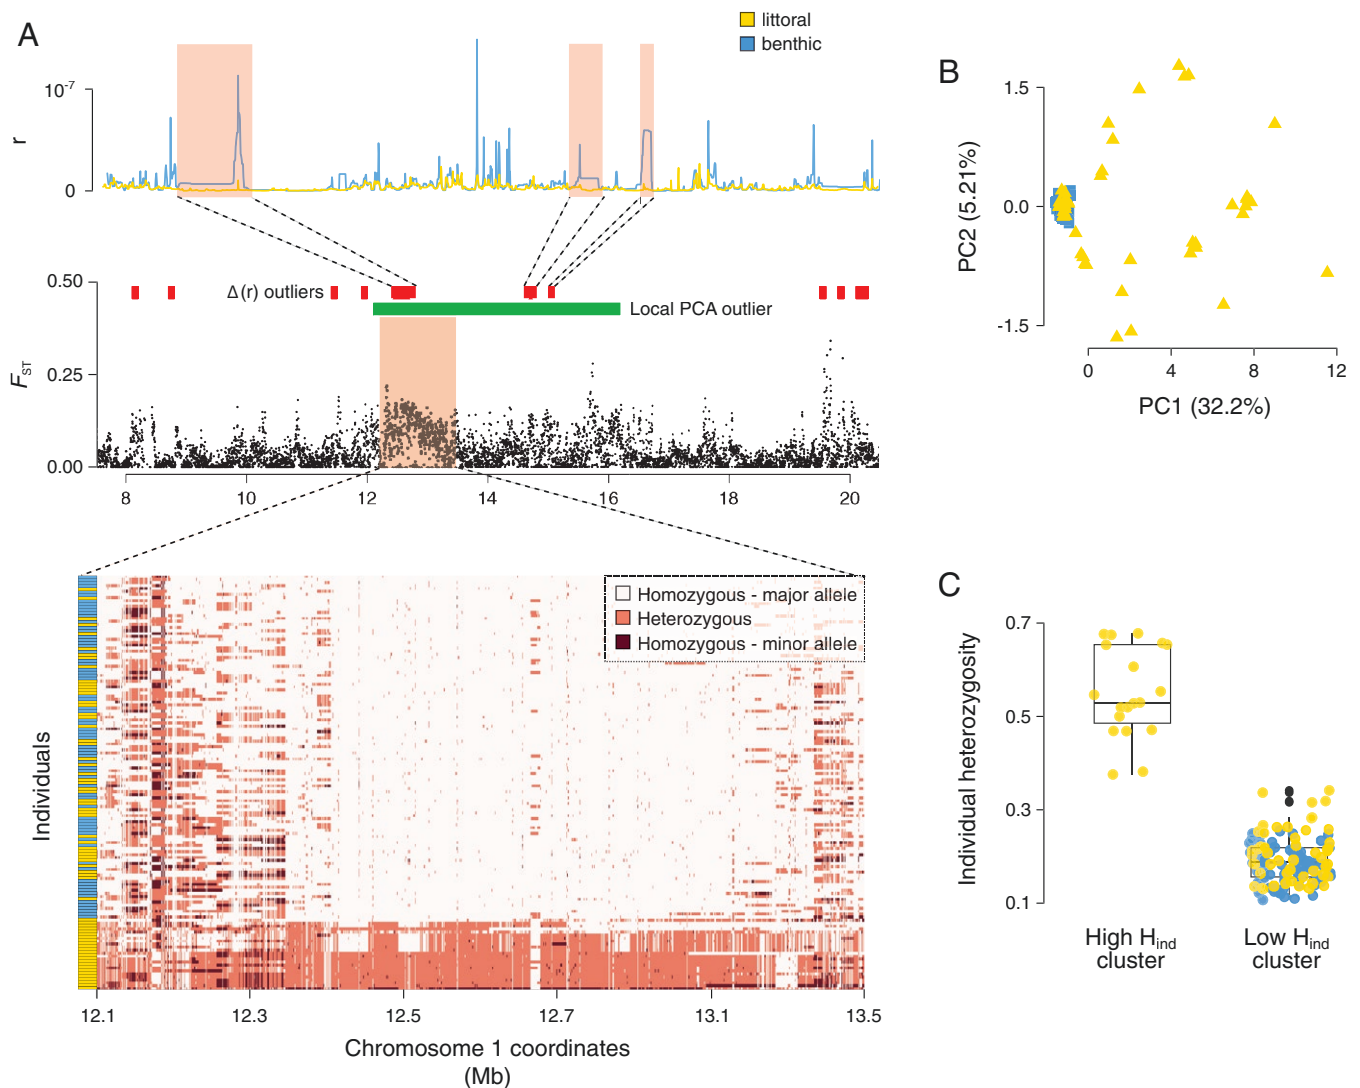 A
littoral
benthic
10-7
r
0
0.50
Δ(r) outliers
Local PCA outlier
FST
0.25
0.00
8 10 12 14 16 18 20
Homozygous - major allele
Heterozygous
Homozygous - minor allele
Individuals
12.1 12.3 12.5 12.7 13.1 13.5
Chromosome 1 coordinates
(Mb)
B
1.5
PC2 (5.21%)
0.0
-1.5
0 4 8 12
PC1 (32.2%)
C
0.7
Individual heterozygosity
0.5
0.3
0.1
High Hind
cluster
Low Hind
cluster